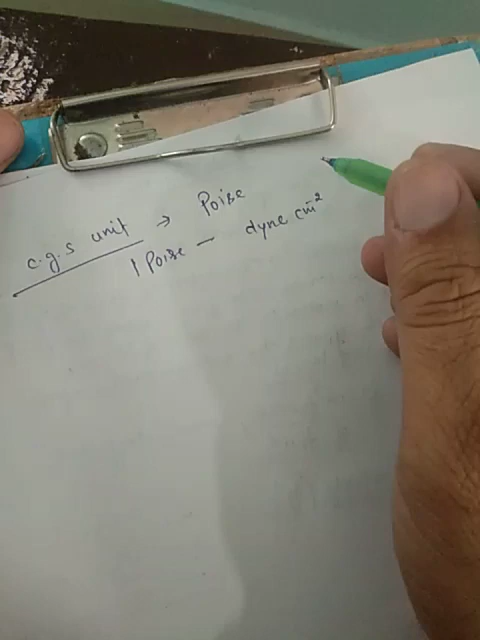 c.g.s unit → Poise
1 Poise — dyne cm⁻²